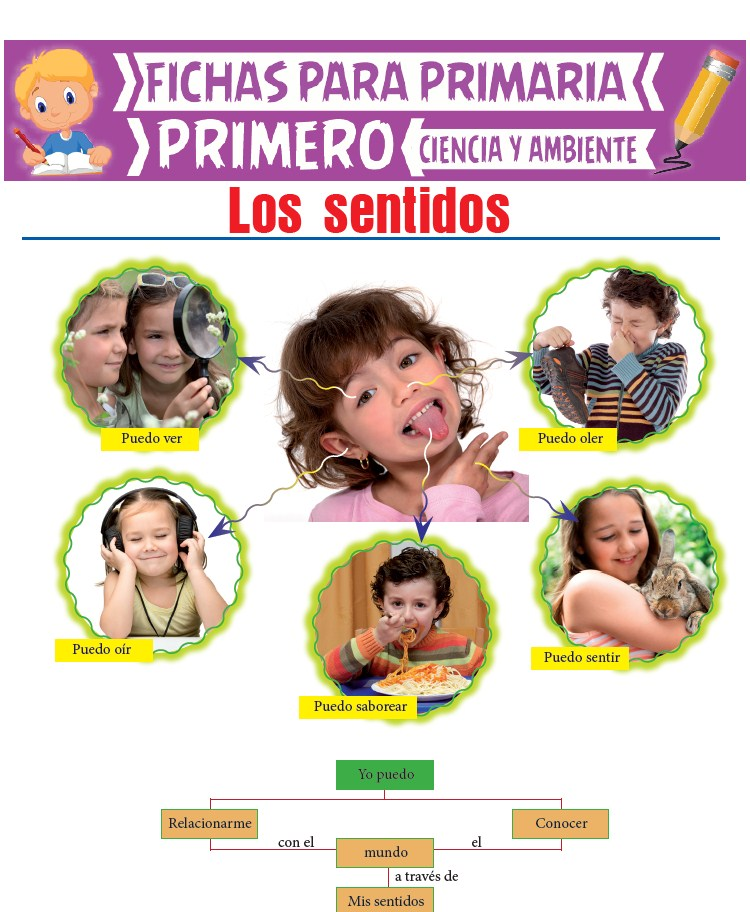 FICHAS PARA PRIMARIA
PRIMERO CIENCIA Y AMBIENTE
Los sentidos
Puedo ver
Puedo oler
Puedo oír
Puedo sentir
Puedo saborear
Yo puedo
Relacionarme
Conocer
con el
mundo
el
a través de
Mis sentidos